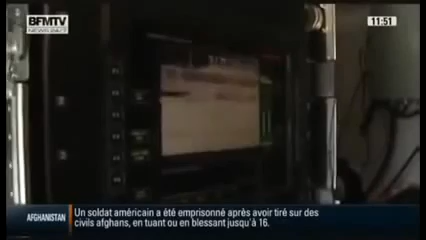 BFMTV
11:51
AFGHANISTAN
Un soldat américain a été emprisonné après avoir tiré sur des
civils afghans, en tuant ou en blessant jusqu'à 16.